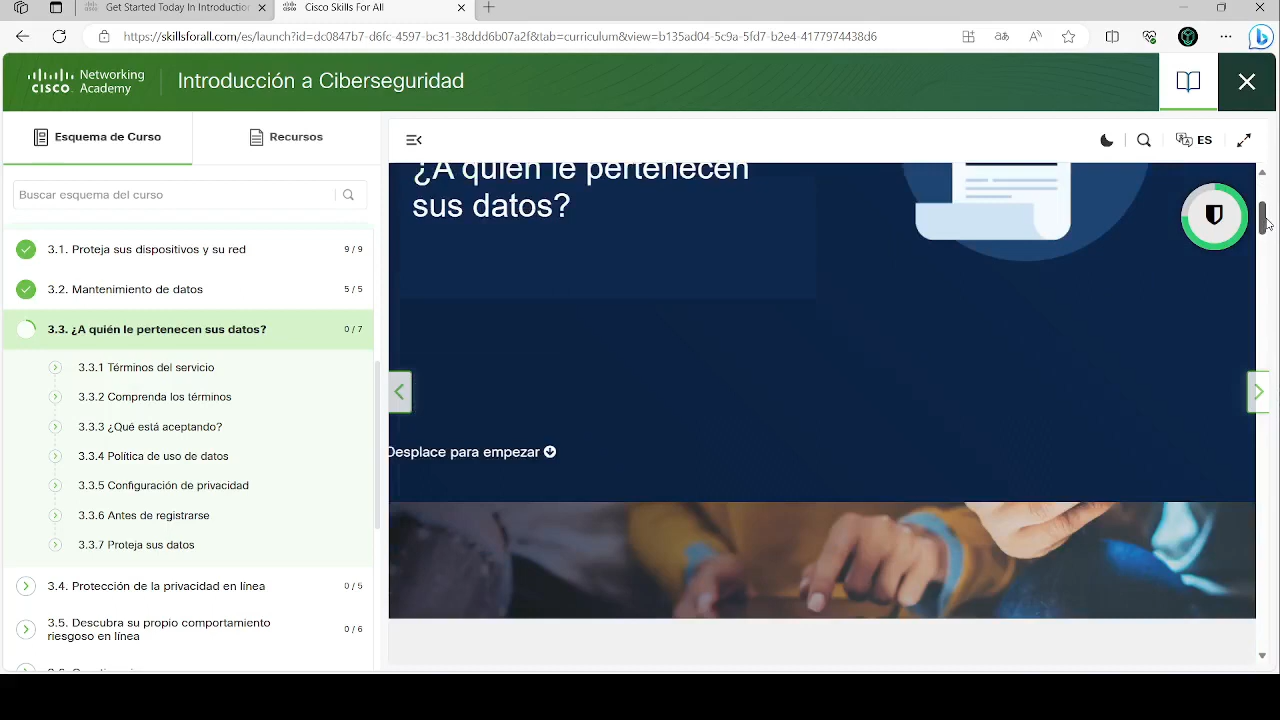 Get Started Today In Introduction
Cisco Skills For All
https://skillsforall.com/es/launch?id=dc0847b7-d6fc-4597-bc31-38ddd6b07a2f&tab=curriculum&view=b135ad04-5c9a-5fd7-b2e4-4177974438d6
Networking
CISCO Academy
Introducción a Ciberseguridad
Esquema de Curso
Recursos
ES
Buscar esquema del curso
3.1. Proteja sus dispositivos y su red 9 / 9
3.2. Mantenimiento de datos 5 / 5
3.3. ¿A quién le pertenecen sus datos? 0 / 7
3.3.1 Términos del servicio
3.3.2 Comprenda los términos
3.3.3 ¿Qué está aceptando?
3.3.4 Política de uso de datos
3.3.5 Configuración de privacidad
3.3.6 Antes de registrarse
3.3.7 Proteja sus datos
3.4. Protección de la privacidad en línea 0 / 5
3.5. Descubra su propio comportamiento
riesgoso en línea 0 / 6
¿A quién le pertenecen
sus datos?
Desplace para empezar